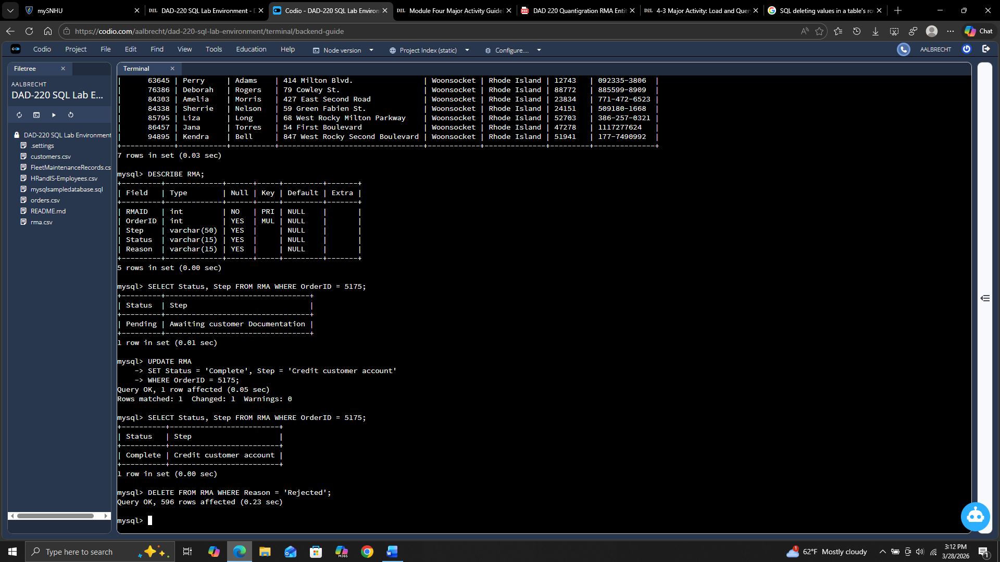 mySNHU
D2L DAD-220 SQL Lab Environment - D
Codio - DAD-220 SQL Lab Environ
D2L Module Four Major Activity Guide
PDF DAD 220 Quantigration RMA Entit
D2L 4-3 Major Activity: Load and Quer
SQL deleting values in a table's ro
https://codio.com/aalbrecht/dad-220-sql-lab-environment/terminal/backend-guide
Chat
Codio Project File Edit Find View Tools Education Help Node version Project Index (static) Configure.... AALBRECHT
Filetree
AALBRECHT
DAD-220 SQL Lab E...
DAD-220 SQL Lab Environment
.settings
customers.csv
FleetMaintenanceRecords.cs
HRandIS-Employees.csv
mysqlsampledatabase.sql
orders.csv
README.md
rma.csv
Terminal
| 63645 | Perry | Adams | 414 Milton Blvd. | Woonsocket | Rhode Island | 12743 | 092335-3806 |
| 76386 | Deborah | Rogers | 79 Cowley St. | Woonsocket | Rhode Island | 88772 | 885599-8909 |
| 84303 | Amelia | Morris | 427 East Second Road | Woonsocket | Rhode Island | 23834 | 771-472-6523 |
| 84338 | Sherrie | Nelson | 59 Green Fabien St. | Woonsocket | Rhode Island | 24151 | 509180-1668 |
| 85795 | Liza | Long | 68 West Rocky Milton Parkway | Woonsocket | Rhode Island | 52703 | 386-257-0321 |
| 86457 | Jana | Torres | 54 First Boulevard | Woonsocket | Rhode Island | 47278 | 1117277624 |
| 94895 | Kendra | Bell | 847 West Rocky Second Boulevard | Woonsocket | Rhode Island | 51941 | 177-7490992 |
7 rows in set (0.03 sec)
mysql> DESCRIBE RMA;
| Field | Type | Null | Key | Default | Extra |
| RMAID | int | NO | PRI | NULL | |
| OrderID | int | YES | MUL | NULL | |
| Step | varchar(50) | YES | | NULL | |
| Status | varchar(15) | YES | | NULL | |
| Reason | varchar(15) | YES | | NULL | |
5 rows in set (0.00 sec)
mysql> SELECT Status, Step FROM RMA WHERE OrderID = 5175;
| Status | Step |
| Pending | Awaiting customer Documentation |
1 row in set (0.01 sec)
mysql> UPDATE RMA
-> SET Status = 'Complete', Step = 'Credit customer account'
-> WHERE OrderID = 5175;
Query OK, 1 row affected (0.05 sec)
Rows matched: 1 Changed: 1 Warnings: 0
mysql> SELECT Status, Step FROM RMA WHERE OrderID = 5175;
| Status | Step |
| Complete | Credit customer account |
1 row in set (0.00 sec)
mysql> DELETE FROM RMA WHERE Reason = 'Rejected';
Query OK, 596 rows affected (0.23 sec)
mysql>
Type here to search
M365
1
62°F Mostly cloudy
3:12 PM
3/28/2026
1